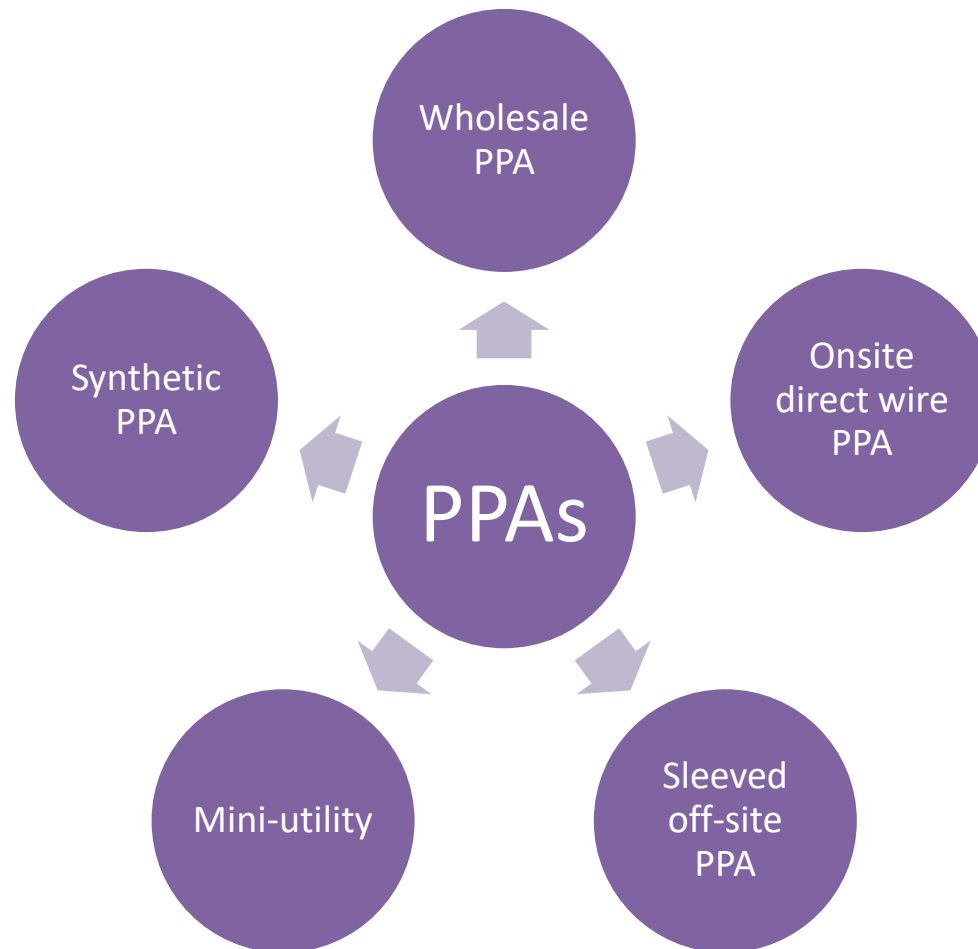 Wholesale
PPA
Synthetic
PPA
Onsite
direct wire
PPA
PPAs
Mini-utility
Sleeved
off-site
PPA